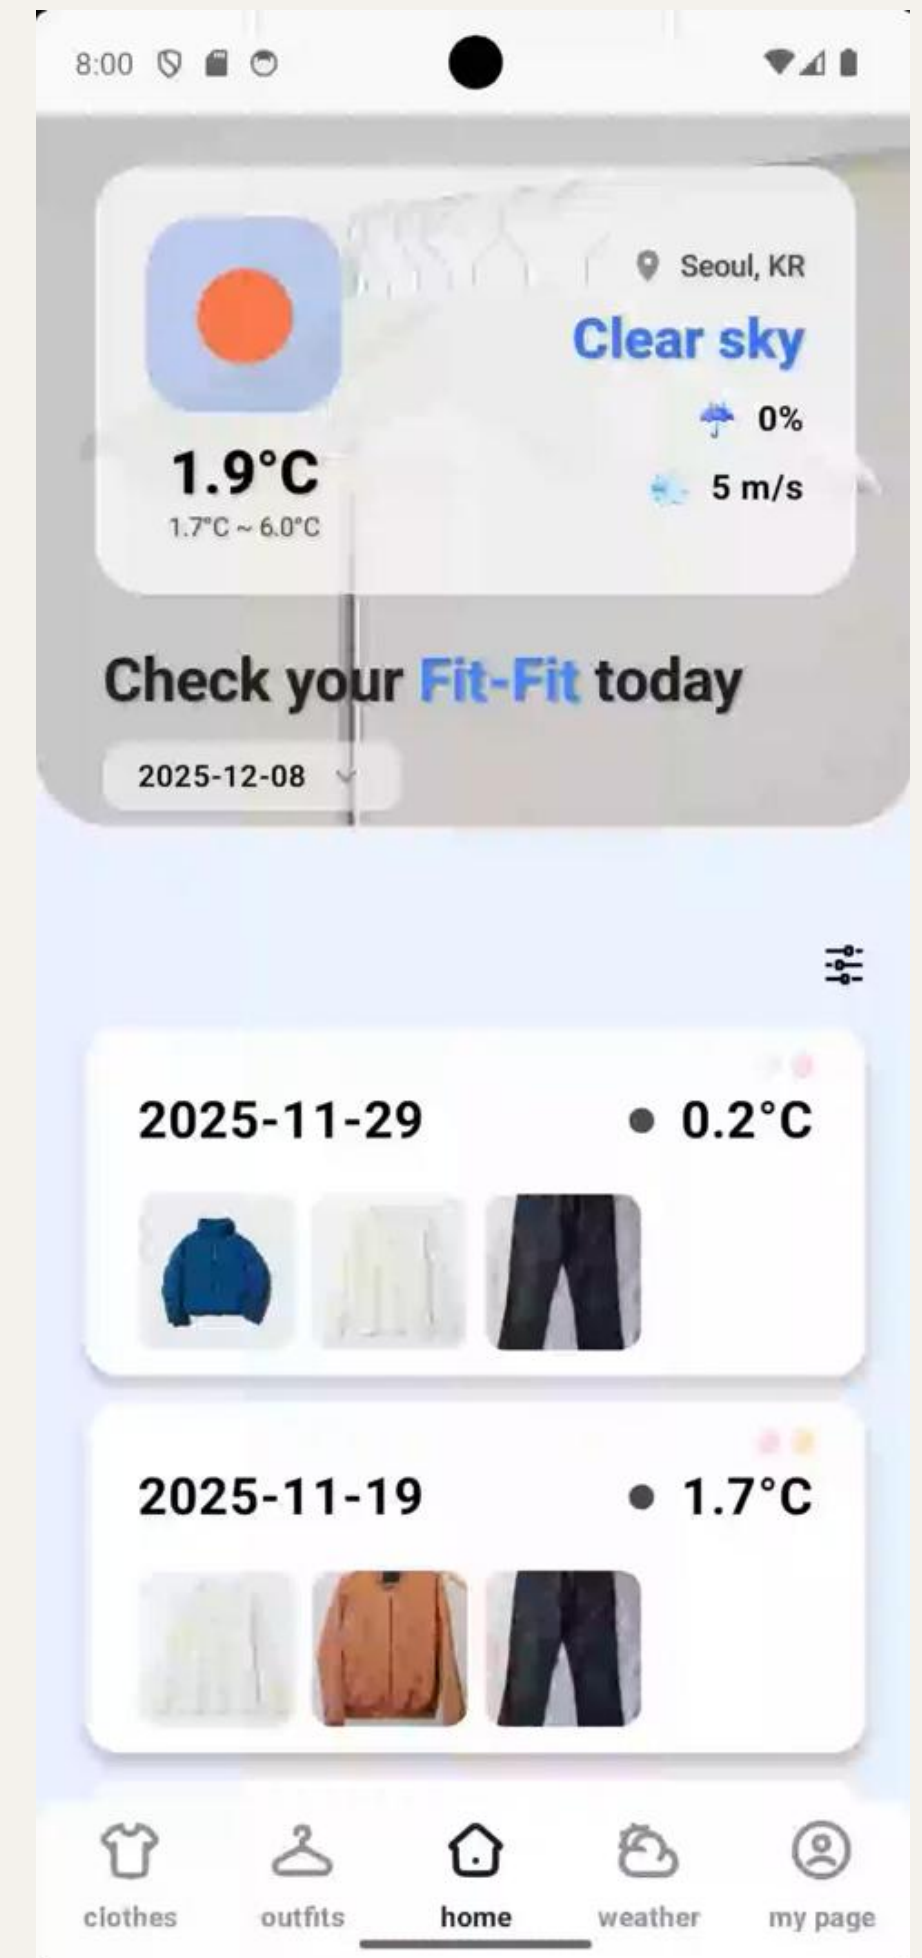 8:00
Seoul, KR
Clear sky
0%
5 m/s
1.9°C
1.7°C ~ 6.0°C
Check your Fit-Fit today
2025-12-08
2025-11-29
0.2°C
2025-11-19
1.7°C
clothes
outfits
home
weather
my page